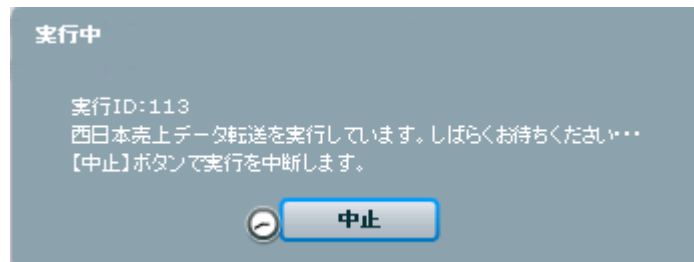 実行中
実行ID:113
西日本売上データ転送を実行しています。しばらくお待ちください・・・
【中止】ボタンで実行を中断します。
中止